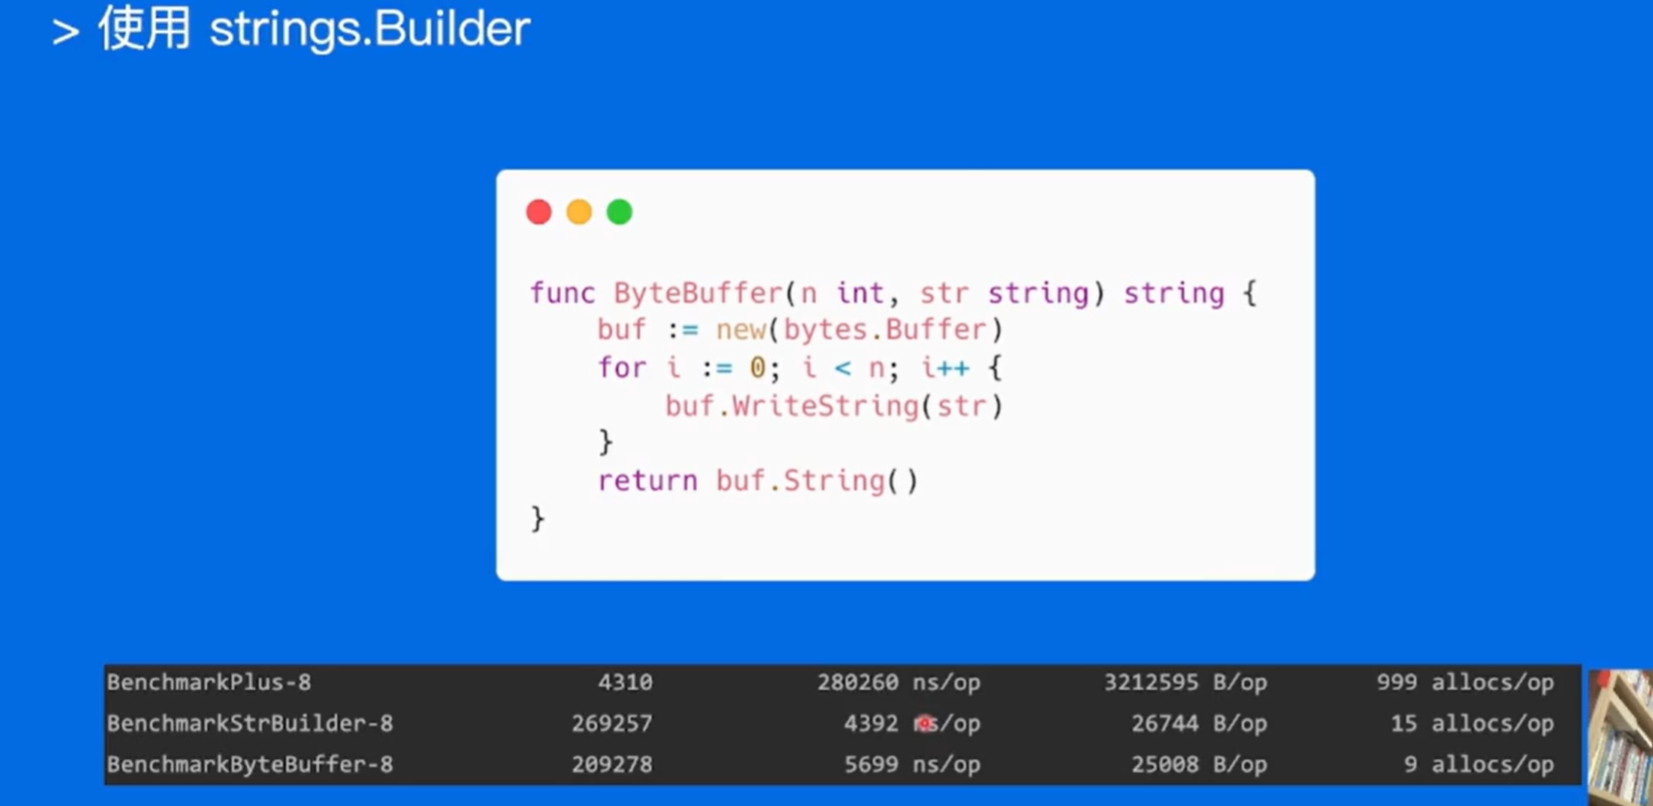 > 使用 strings.Builder
func ByteBuffer(n int, str string) string {
    buf := new(bytes.Buffer)
    for i := 0; i < n; i++ {
        buf.WriteString(str)
    }
    return buf.String()
}
BenchmarkPlus-8 4310 280260 ns/op 3212595 B/op 999 allocs/op
BenchmarkStrBuilder-8 269257 4392 ns/op 26744 B/op 15 allocs/op
BenchmarkByteBuffer-8 209278 5699 ns/op 25008 B/op 9 allocs/op